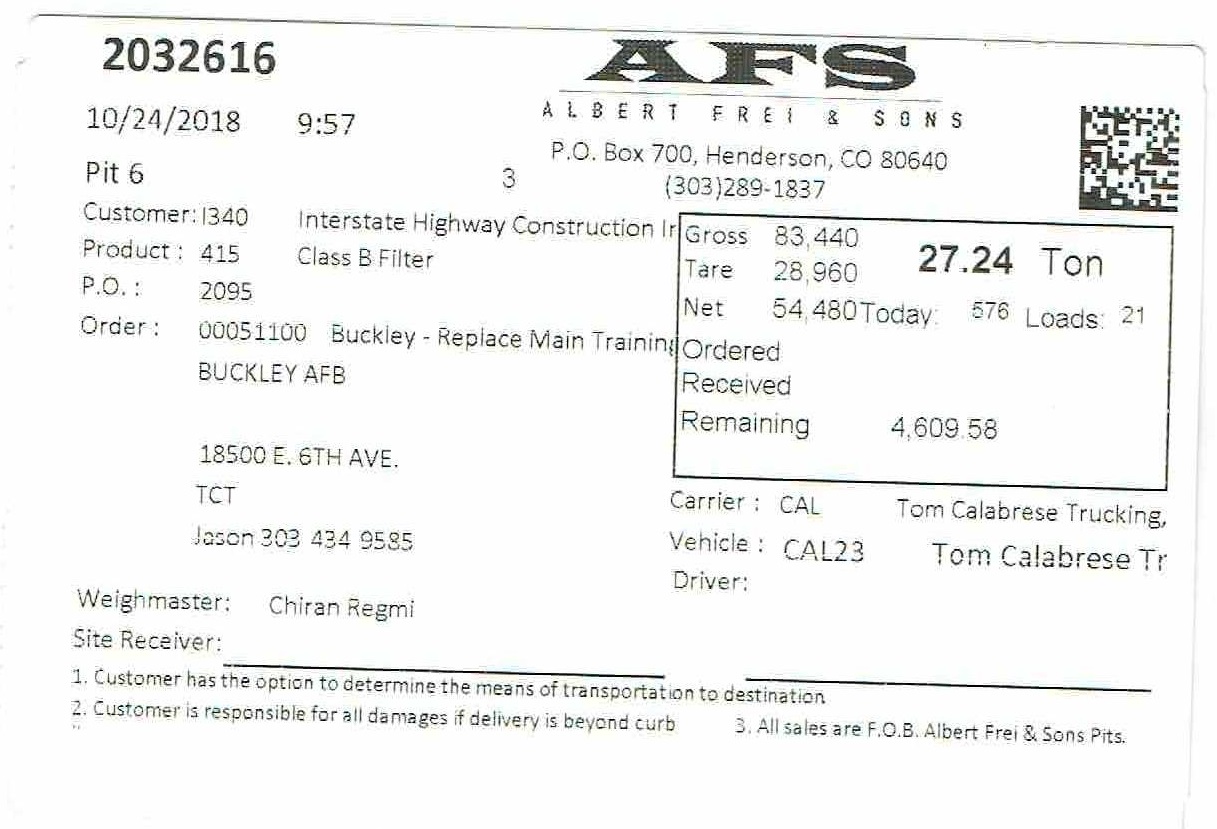 2032616
AFS
ALBERT FREI & SONS
10/24/2018 9:57
P.O. Box 700, Henderson, CO 80640
Pit 6 3 (303)289-1837
Customer: I340 Interstate Highway Construction Ir
Product : 415 Class B Filter
P.O. : 2095
Order : 00051100 Buckley - Replace Main Training
BUCKLEY AFB
18500 E. 6TH AVE.
TCT
Jason 303 434 9585
Gross 83,440 27.24 Ton
Tare 28,960
Net 54,480 Today: 576 Loads: 21
Ordered
Received
Remaining 4,609.58
Carrier : CAL Tom Calabrese Trucking,
Vehicle : CAL23 Tom Calabrese Tr
Driver:
Weighmaster: Chiran Regmi
Site Receiver:
1. Customer has the option to determine the means of transportation to destination
2. Customer is responsible for all damages if delivery is beyond curb 3. All sales are F.O.B. Albert Frei & Sons Pits.